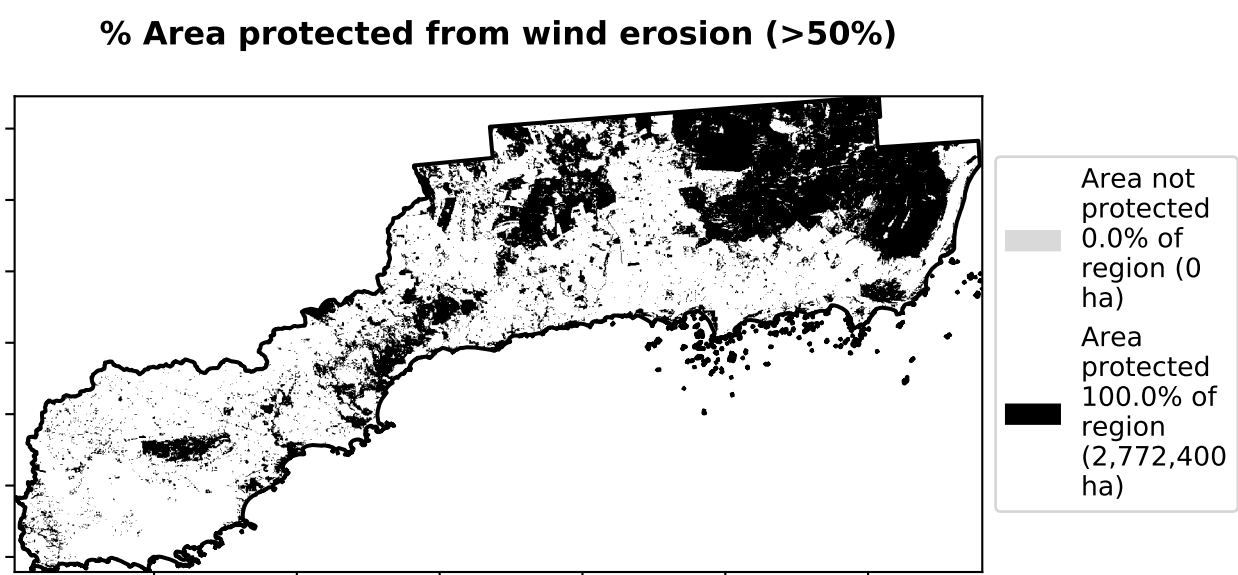 % Area protected from wind erosion (>50%)
Area not
protected
0.0% of
region (0
ha)
Area
protected
100.0% of
region
(2,772,400
ha)